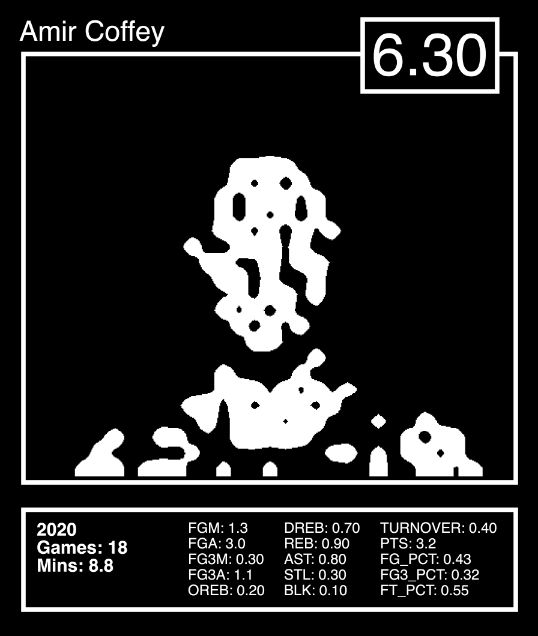 Amir Coffey
6.30
2020
Games: 18
Mins: 8.8
FGM: 1.3
FGA: 3.0
FG3M: 0.30
FG3A: 1.1
OREB: 0.20
DREB: 0.70
REB: 0.90
AST: 0.80
STL: 0.30
BLK: 0.10
TURNOVER: 0.40
PTS: 3.2
FG_PCT: 0.43
FG3_PCT: 0.32
FT_PCT: 0.55